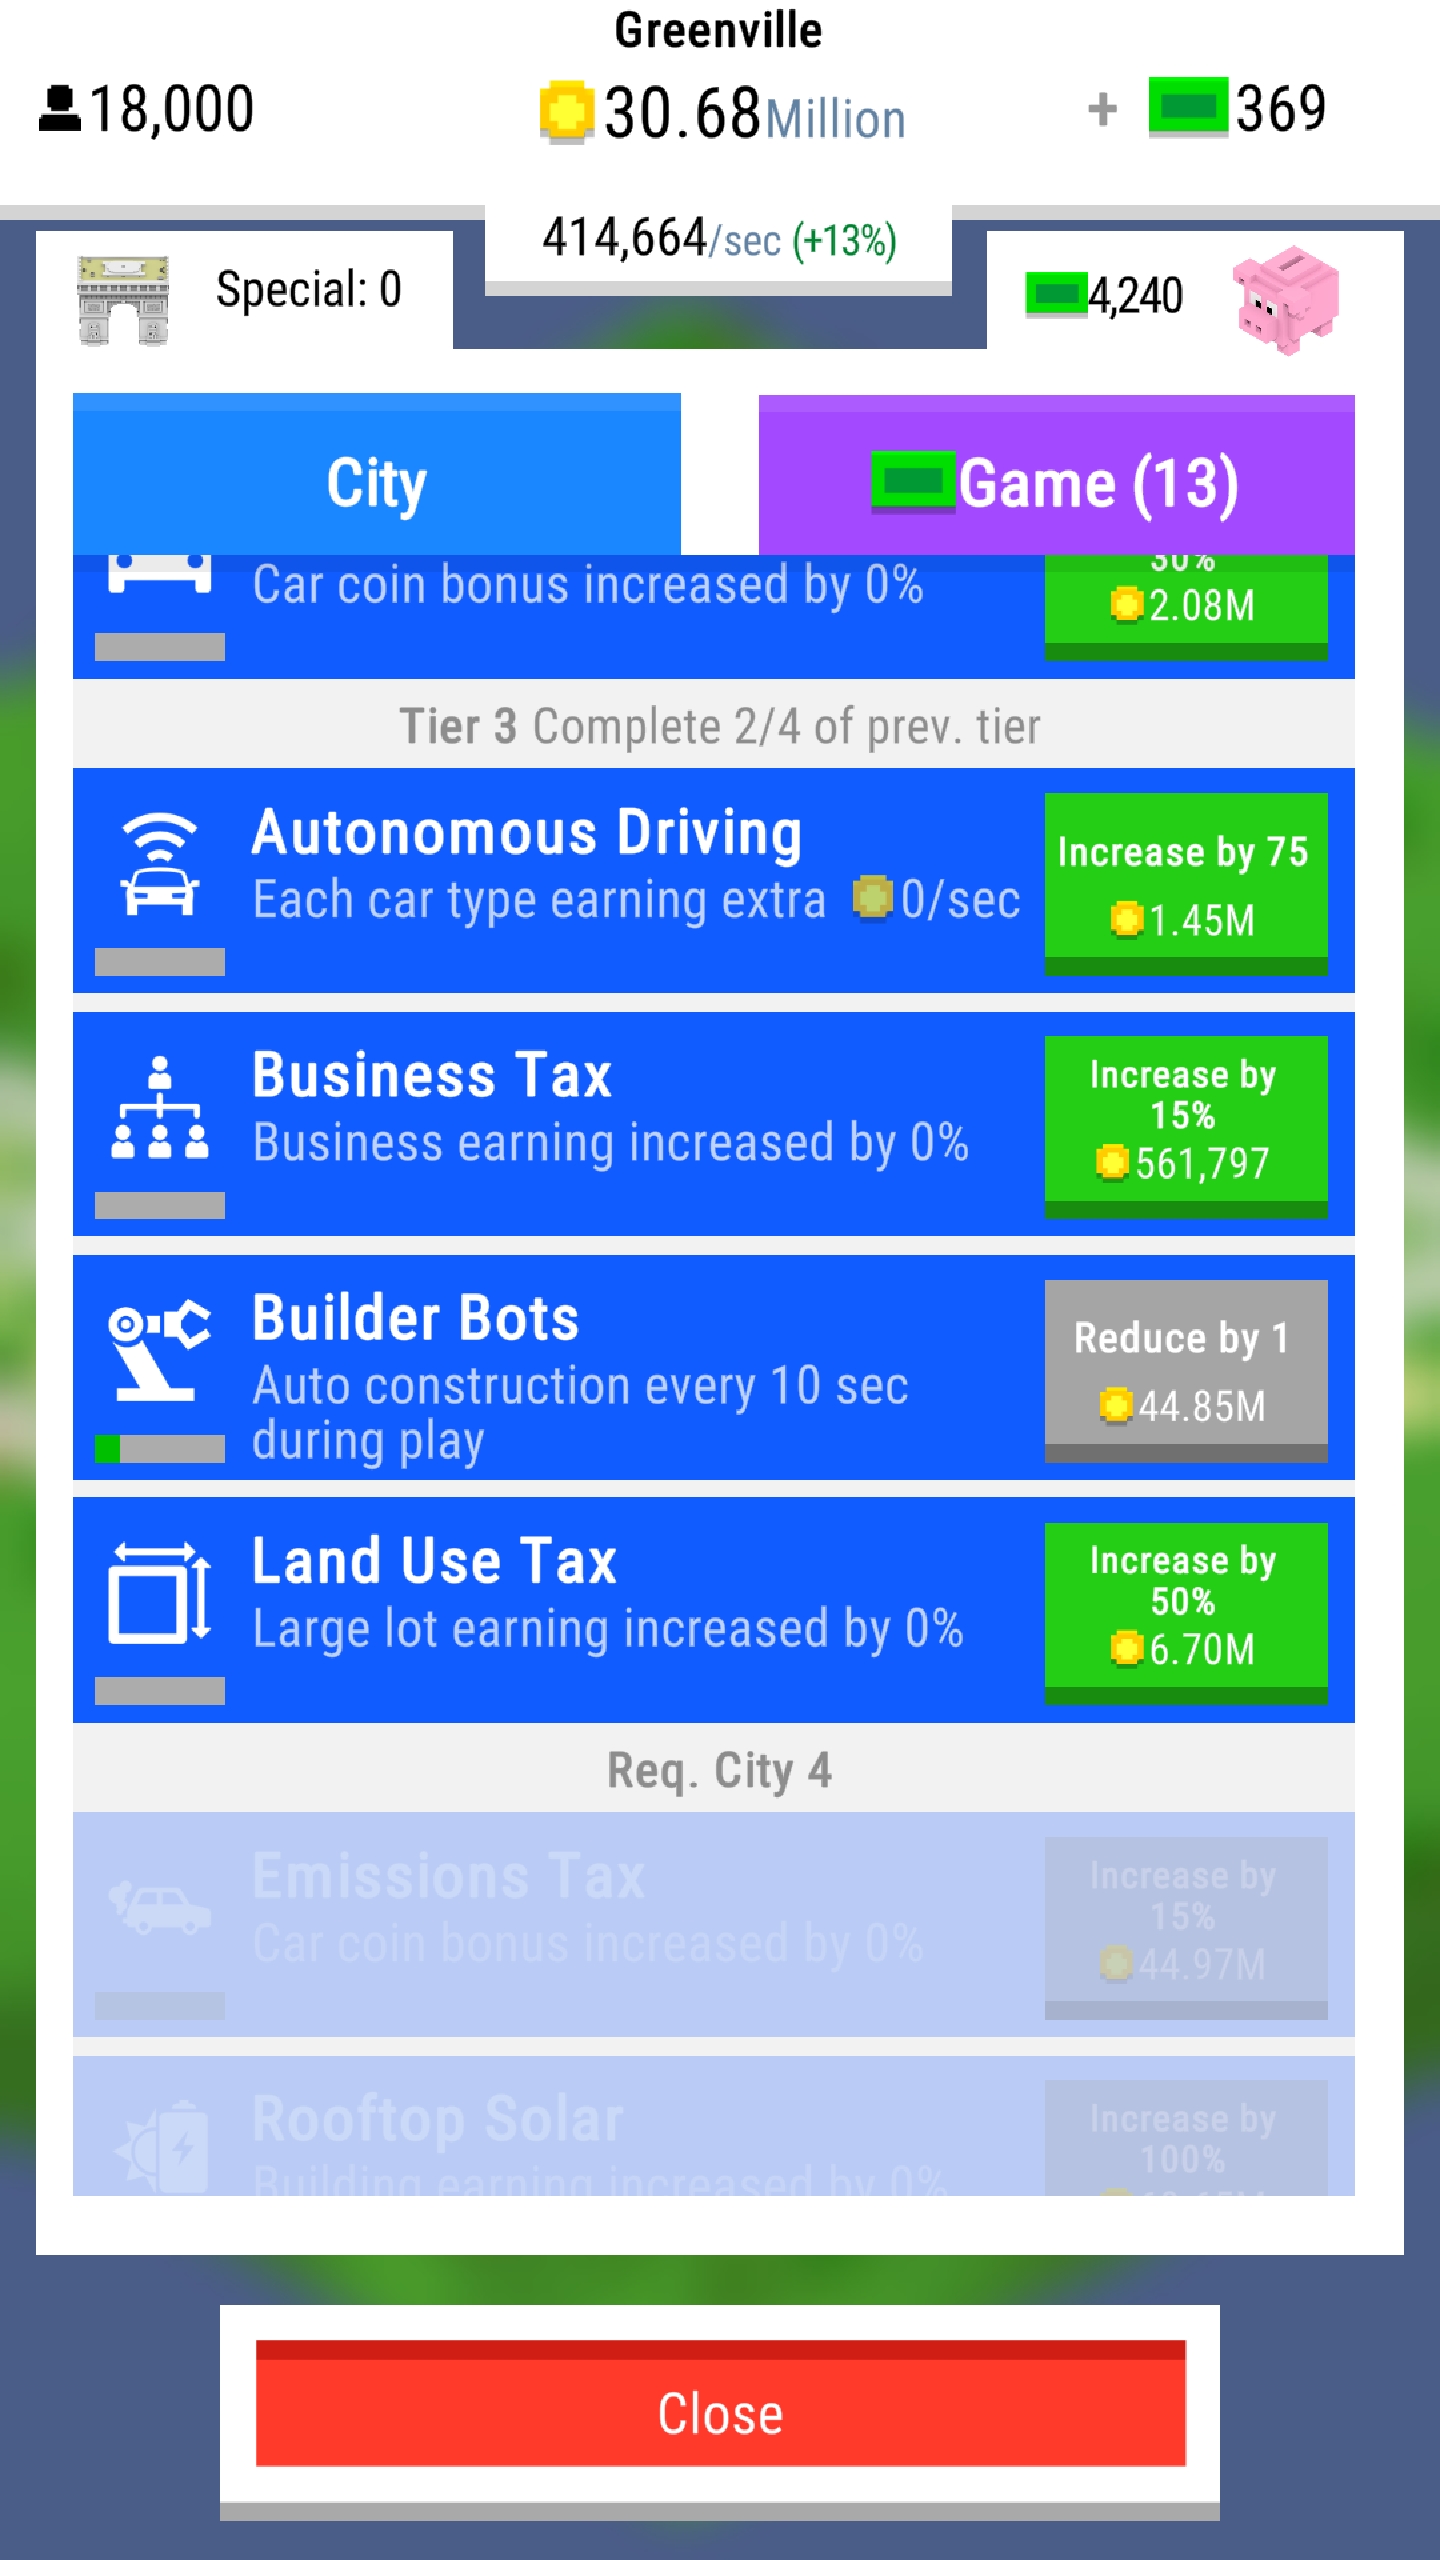 Greenville
18,000
30.68Million
+ 369
414,664/sec (+13%)
Special: 0
4,240
City
Game (13)
Car coin bonus increased by 0%
30%
2.08M
Tier 3 Complete 2/4 of prev. tier
Autonomous Driving
Each car type earning extra 0/sec
Increase by 75
1.45M
Business Tax
Business earning increased by 0%
Increase by
15%
561,797
Builder Bots
Auto construction every 10 sec
during play
Reduce by 1
44.85M
Land Use Tax
Large lot earning increased by 0%
Increase by
50%
6.70M
Req. City 4
Emissions Tax
Car coin bonus increased by 0%
Increase by
15%
44.97M
Rooftop Solar
Building earning increased by 0%
Increase by
100%
Close